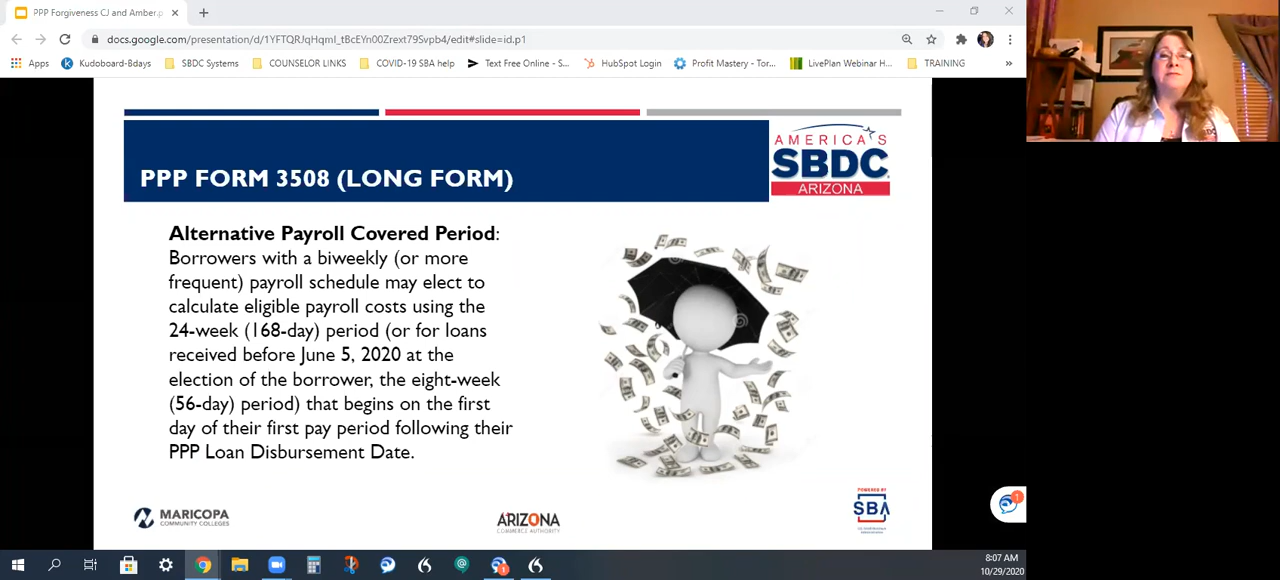 PPP Forgiveness CJ and Amber.p
docs.google.com/presentation/d/1YFTQRJqHqmI_tBcEYn00Zrext79Svpb4/edit#slide=id.p1
Apps Kudoboard-8days SBDC Systems COUNSELOR LINKS COVID-19 SBA help Text Free Online - S... HubSpot Login Profit Mastery - Tor... LivePlan Webinar H... TRAINING »
AMERICA'S
SBDC
ARIZONA
PPP FORM 3508 (LONG FORM)
Alternative Payroll Covered Period:
Borrowers with a biweekly (or more
frequent) payroll schedule may elect to
calculate eligible payroll costs using the
24-week (168-day) period (or for loans
received before June 5, 2020 at the
election of the borrower, the eight-week
(56-day) period) that begins on the first
day of their first pay period following their
PPP Loan Disbursement Date.
MARICOPA
COMMUNITY COLLEGES
ARIZONA
COMMERCE AUTHORITY
POWERED BY
SBA
1
SBDC
8:07 AM
10/29/2020